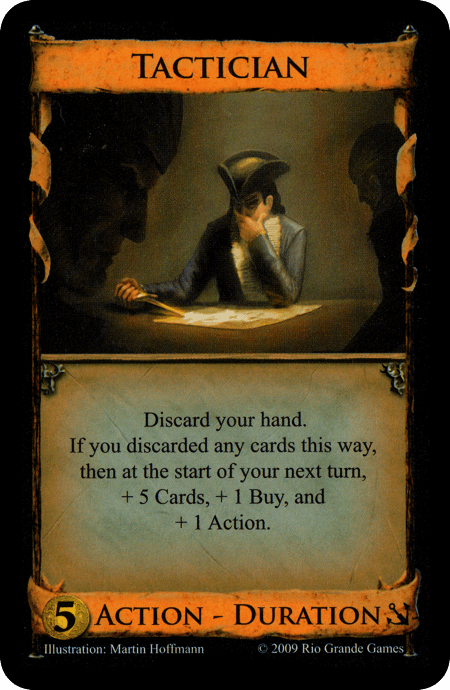 TACTICIAN
Discard your hand.
If you discarded any cards this way,
then at the start of your next turn,
+ 5 Cards, + 1 Buy, and
+ 1 Action.
5 ACTION - DURATION
Illustration: Martin Hoffmann © 2009 Rio Grande Games